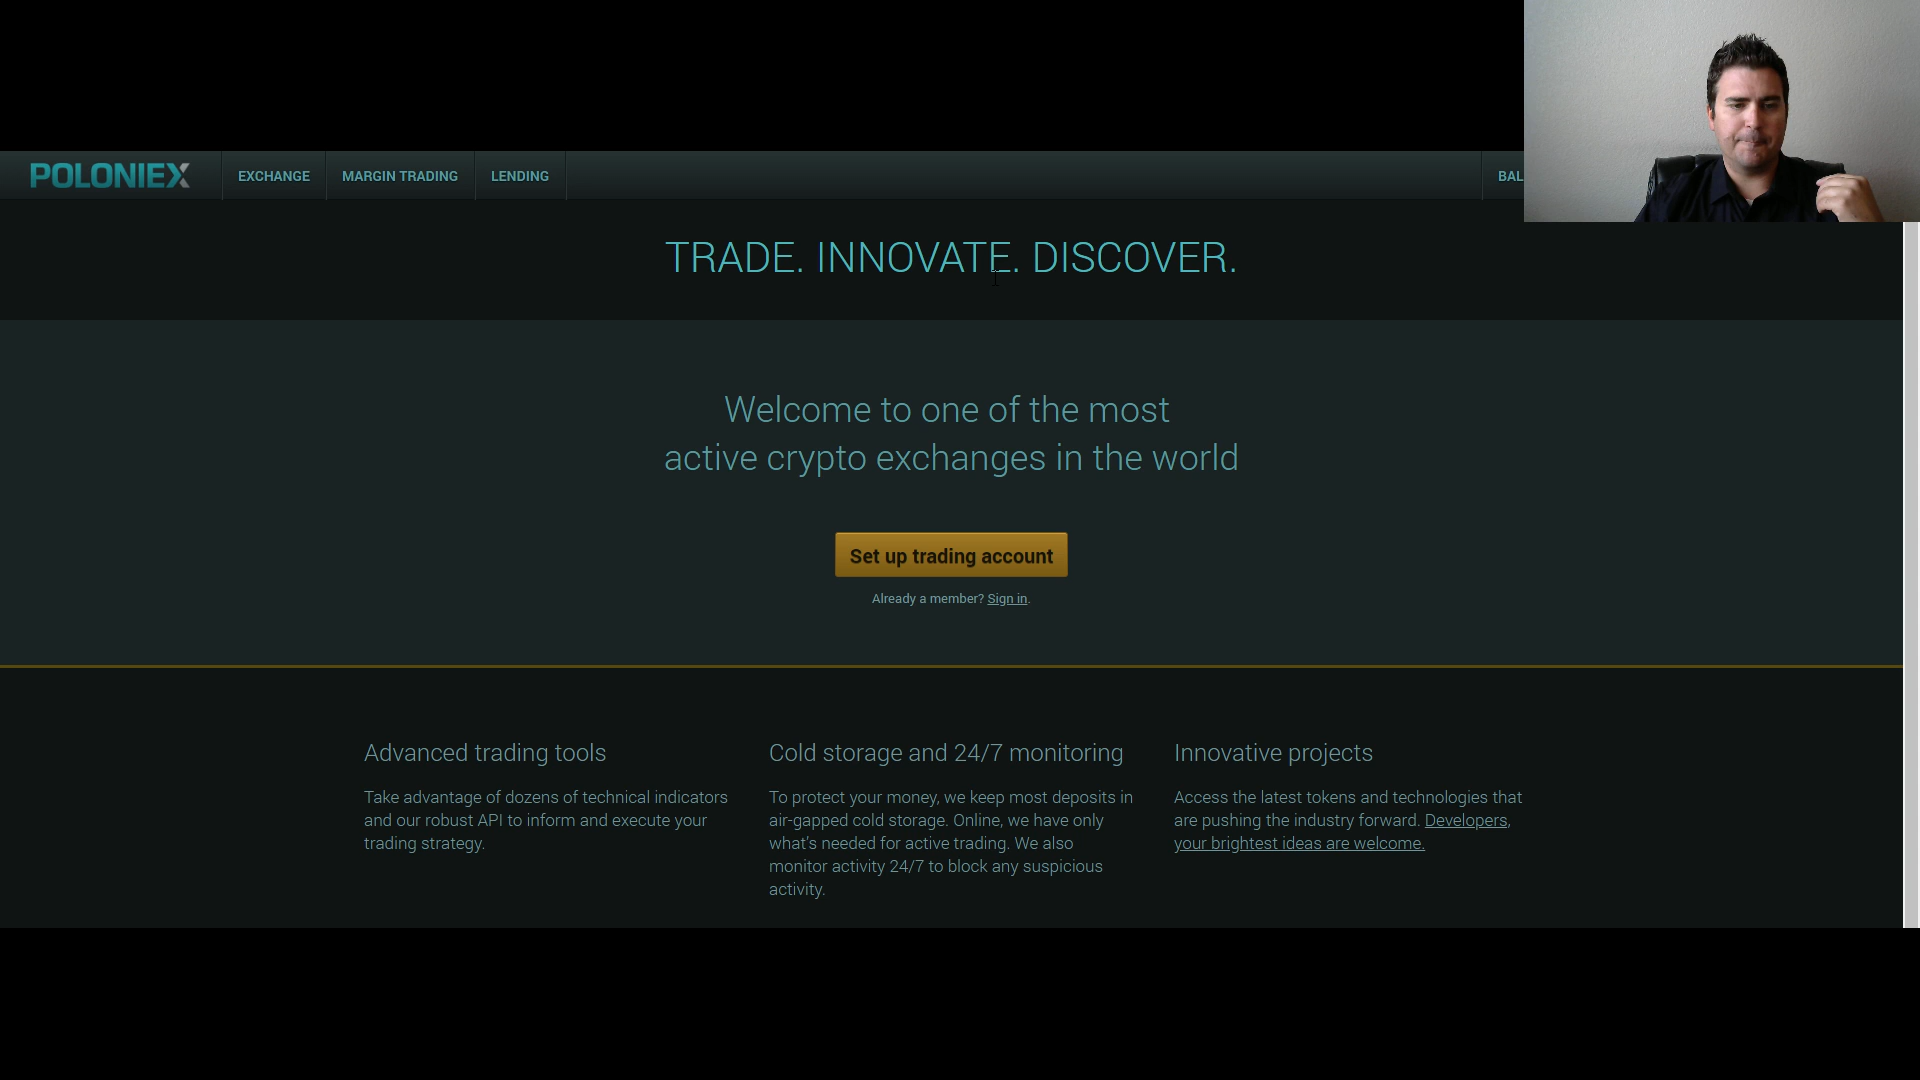 POLONIEX
EXCHANGE
MARGIN TRADING
LENDING
BAL
TRADE. INNOVATE. DISCOVER.
Welcome to one of the most
active crypto exchanges in the world
Set up trading account
Already a member? Sign in.
Advanced trading tools
Take advantage of dozens of technical indicators
and our robust API to inform and execute your
trading strategy.
Cold storage and 24/7 monitoring
To protect your money, we keep most deposits in
air-gapped cold storage. Online, we have only
what's needed for active trading. We also
monitor activity 24/7 to block any suspicious
activity.
Innovative projects
Access the latest tokens and technologies that
are pushing the industry forward. Developers,
your brightest ideas are welcome.